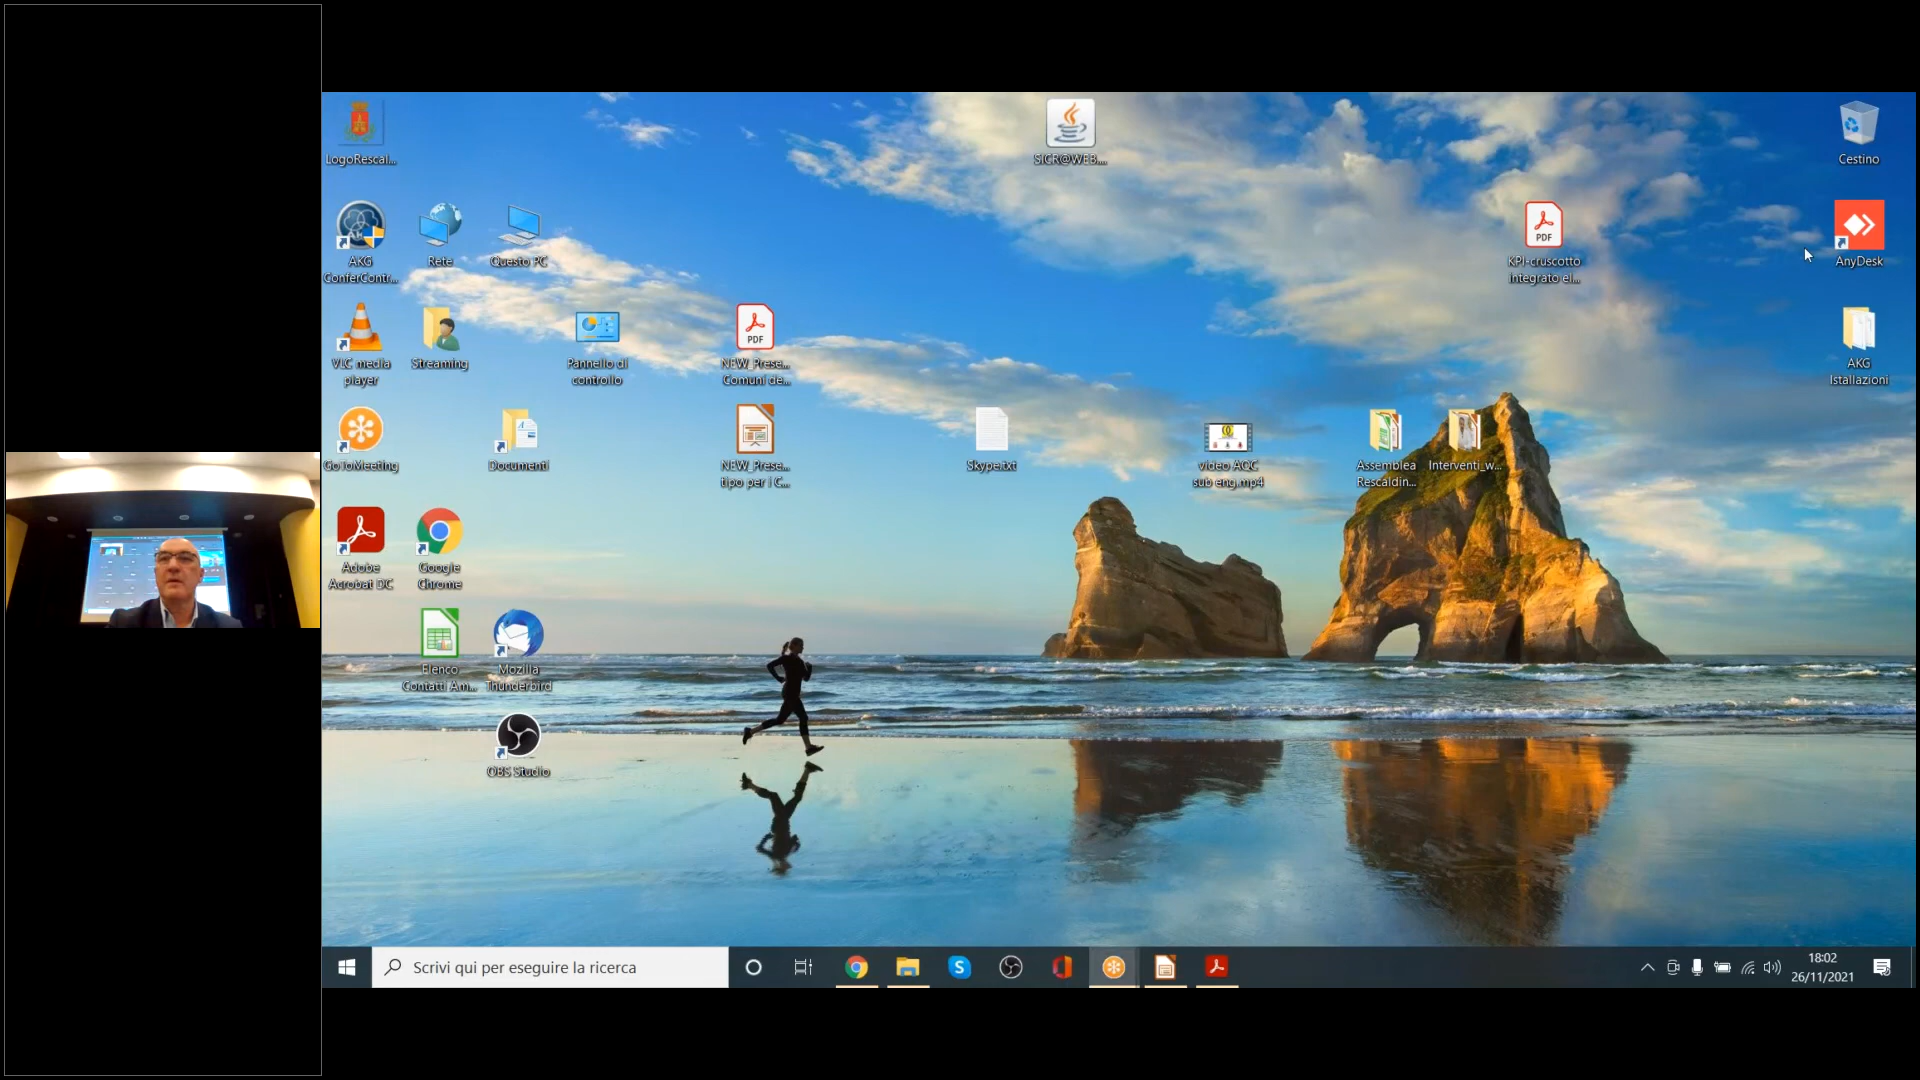 LogoRescal...
SICR@WEB....
Cestino
AKG
ConferContr...
Rete
Questo PC
KPI-cruscotto
integrato el...
AnyDesk
VLC media
player
Streaming
Pannello di
controllo
PDF
NEW_Prese...
Comuni de...
AKG
Istallazioni
GoToMeeting
Documenti
NEW_Prese...
tipo per i C...
Skype.txt
video AQC
sub eng.mp4
Assemblea
Rescaldin...
Interventi_w...
PDF
Adobe
Acrobat DC
Google
Chrome
Elenco
Contatti Am...
Mozilla
Thunderbird
OBS Studio
Scrivi qui per eseguire la ricerca
18:02
26/11/2021